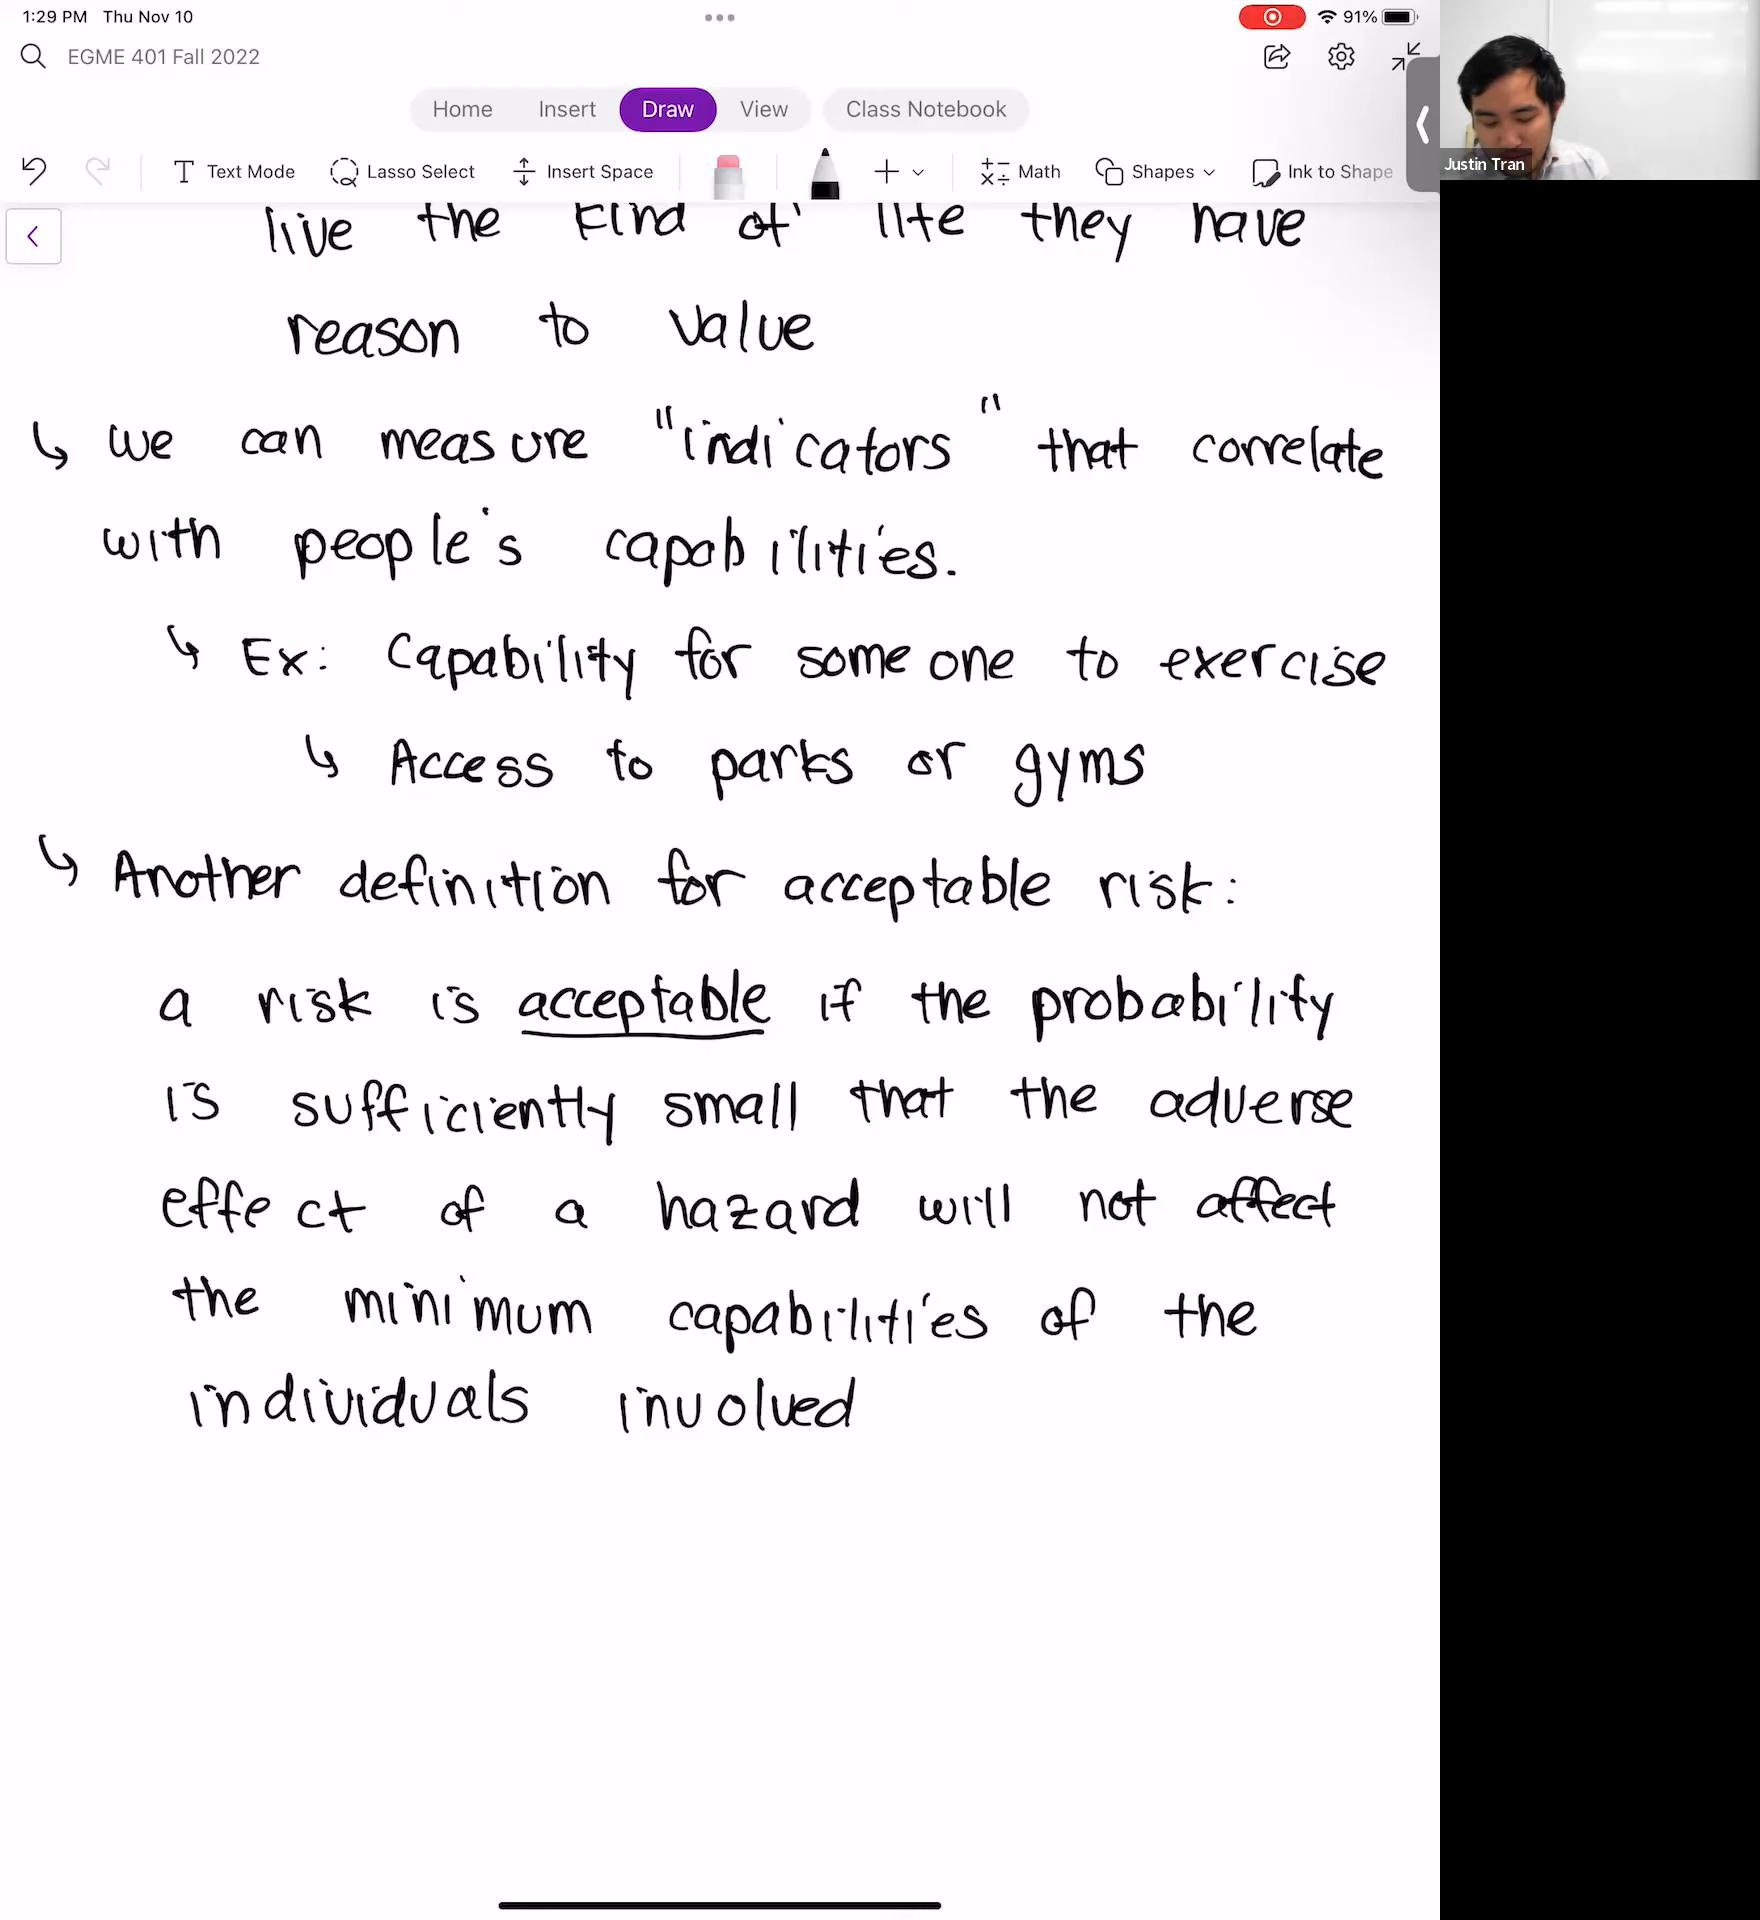 1:29 PM Thu Nov 10
91%
EGME 401 Fall 2022
Home Insert Draw View Class Notebook
Text Mode Lasso Select Insert Space Math Shapes Ink to Shape
Justin Tran
live the kind of life they have
reason to value
↳ we can measure "indicators" that correlate
with people's capabilities.
↳ Ex: Capability for someone to exercise
↳ Access to parks or gyms
↳ Another definition for acceptable risk:
a risk is acceptable if the probability
is sufficiently small that the adverse
effect of a hazard will not affect
the minimum capabilities of the
individuals involved